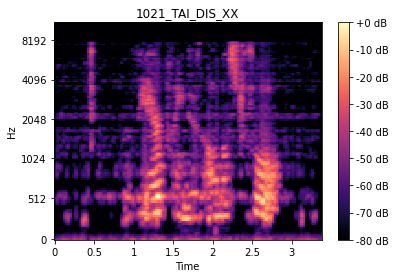 1021_TAI_DIS_XX
Hz
8192
4096
2048
1024
512
0
0 0.5 1 1.5 2 2.5 3
Time
+0 dB
-10 dB
-20 dB
-30 dB
-40 dB
-50 dB
-60 dB
-70 dB
-80 dB